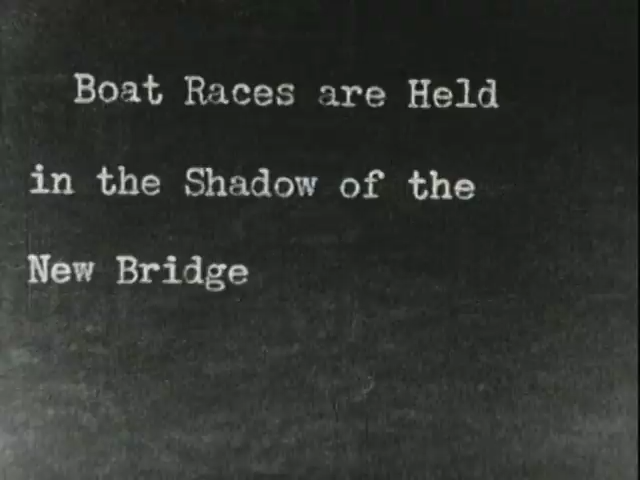 Boat Races are Held
in the Shadow of the
New Bridge